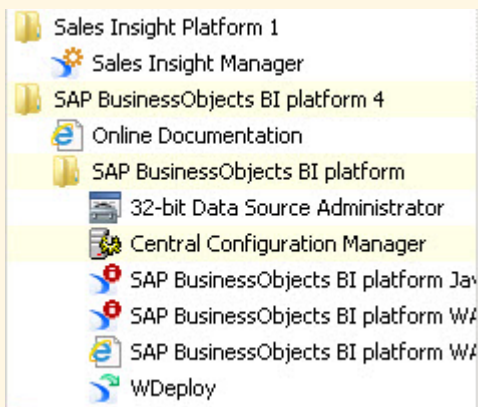 Sales Insight Platform 1
Sales Insight Manager
SAP BusinessObjects BI platform 4
Online Documentation
SAP BusinessObjects BI platform
32-bit Data Source Administrator
Central Configuration Manager
SAP BusinessObjects BI platform Jav
SAP BusinessObjects BI platform WA
SAP BusinessObjects BI platform WA
WDeploy